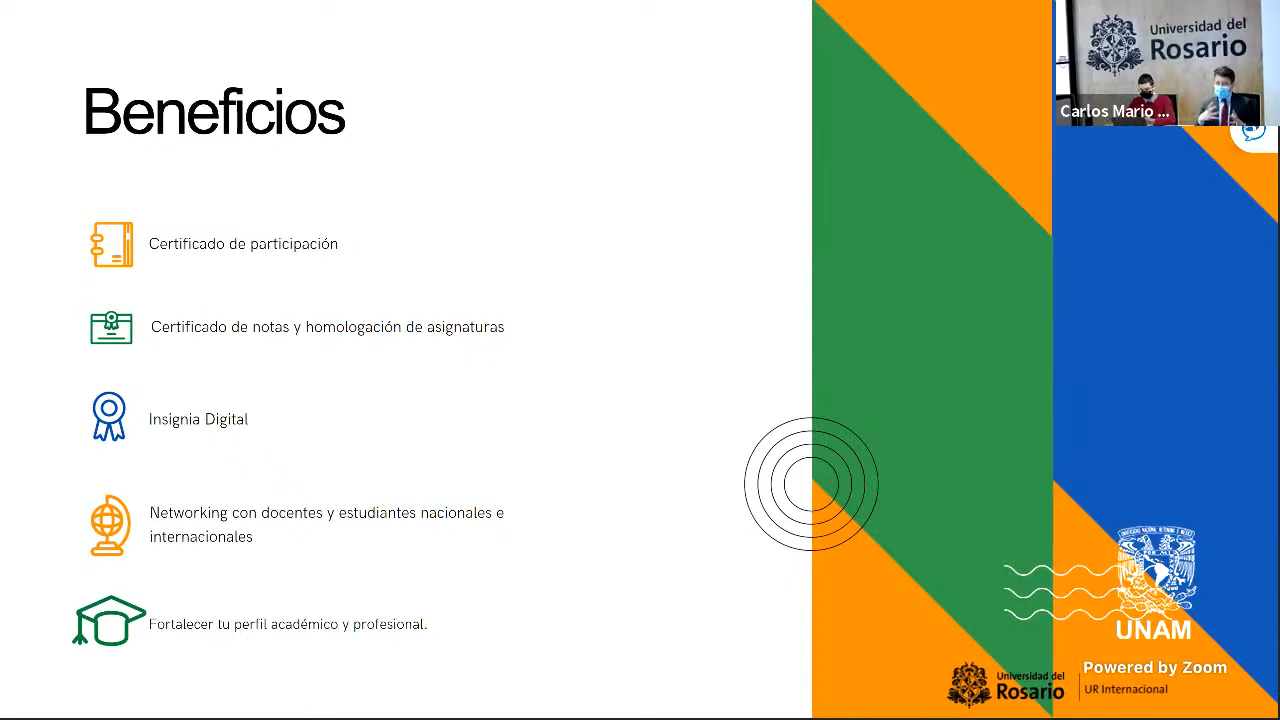 Beneficios
Universidad del
Rosario
Carlos Mario ...
Certificado de participación
Certificado de notas y homologación de asignaturas
Insignia Digital
Networking con docentes y estudiantes nacionales e
internacionales
Fortalecer tu perfil académico y profesional.
UNAM
Powered by Zoom
Universidad del
Rosario
UR Internacional